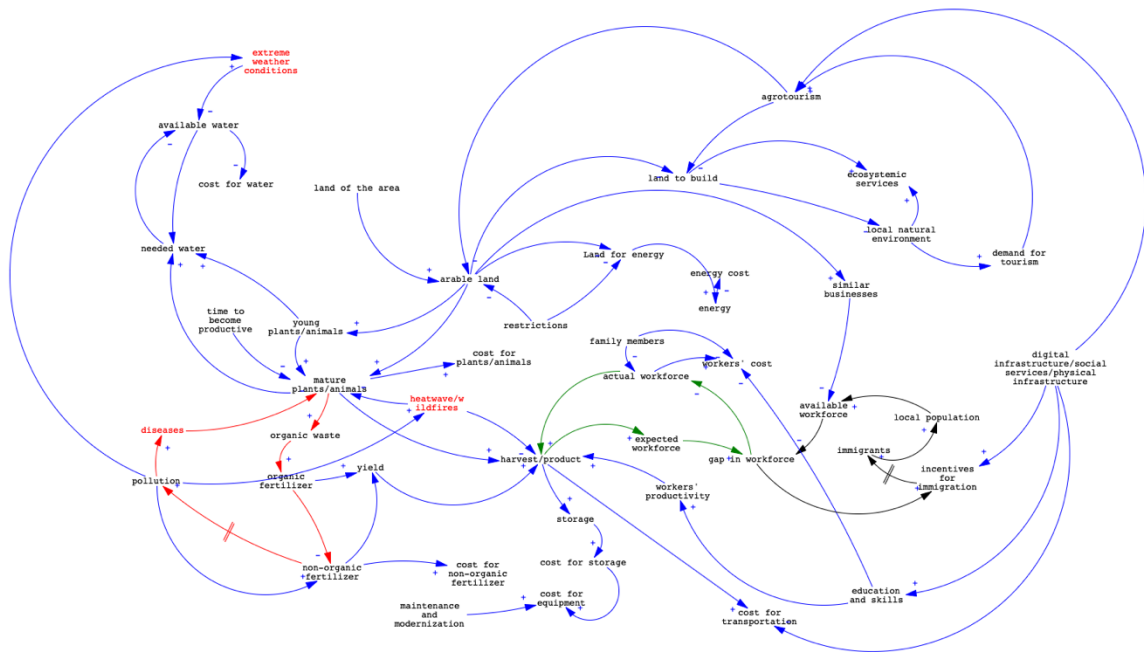 extreme
weather
conditions
agrotourism
available water
cost for water
land of the area
land to build
ecosystemic
services
needed water
local natural
environment
demand for
tourism
arable land
Land for energy
energy cost
energy
similar
businesses
time to
become
productive
young
plants/animals
restrictions
family members
cost for
plants/animals
workers' cost
digital
infrastructure/social
services/physical
infrastructure
mature
plants/animals
actual workforce
heatwave/w
ildfires
available
workforce
local population
diseases
organic waste
expected
workforce
gap in workforce
immigrants
harvest/product
yield
pollution
organic
fertilizer
workers'
productivity
incentives
for
immigration
storage
cost for storage
non-organic
fertilizer
cost for
non-organic
fertilizer
maintenance
and
modernization
cost for
equipment
cost for
transportation
education
and skills